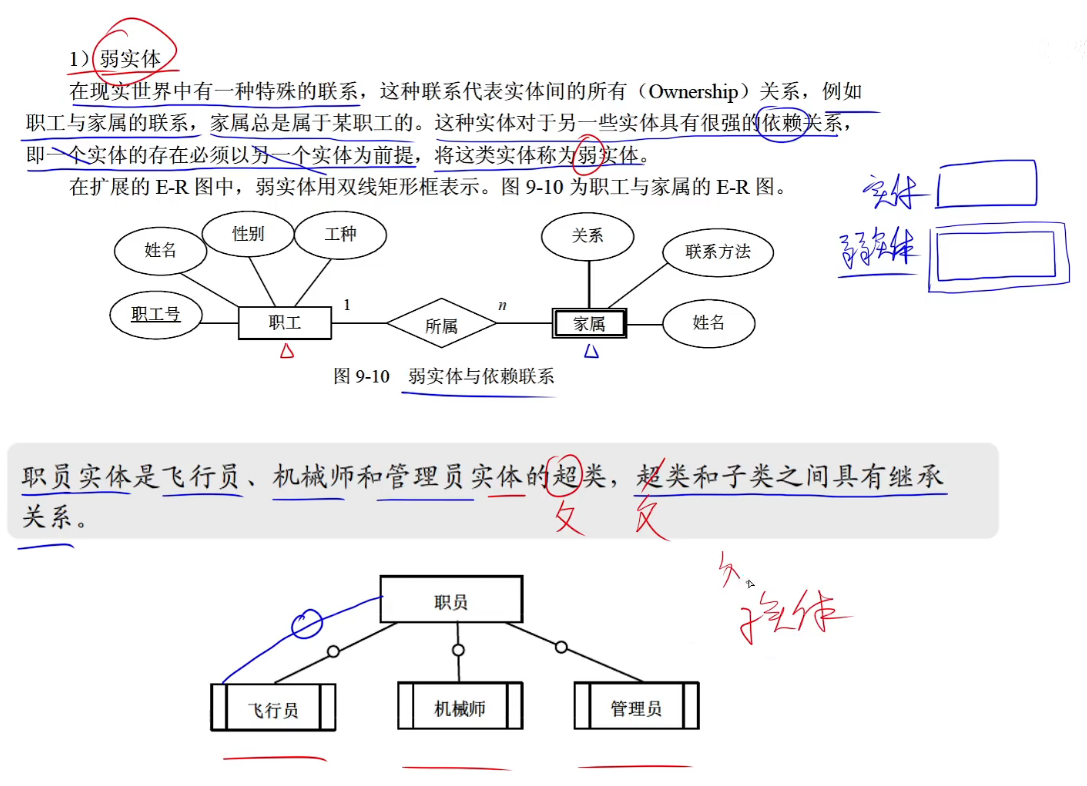 1）弱实体
在现实世界中有一种特殊的联系，这种联系代表实体间的所有（Ownership）关系，例如
职工与家属的联系，家属总是属于某职工的。这种实体对于另一些实体具有很强的依赖关系，
即一个实体的存在必须以另一个实体为前提，将这类实体称为弱实体。
在扩展的 E-R 图中，弱实体用双线矩形框表示。图 9-10 为职工与家属的 E-R 图。
实体
弱实体
姓名
性别
工种
关系
联系方法
职工号
职工
1
所属
n
家属
姓名
图 9-10 弱实体与依赖联系
职员实体是飞行员、机械师和管理员实体的超类，超类和子类之间具有继承
关系。
父
父
父
子实体
职员
飞行员
机械师
管理员